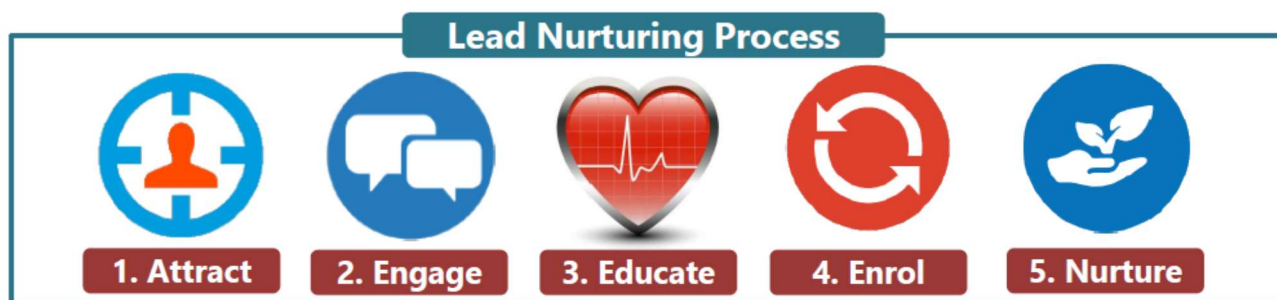 Lead Nurturing Process
1. Attract
2. Engage
3. Educate
4. Enrol
5. Nurture